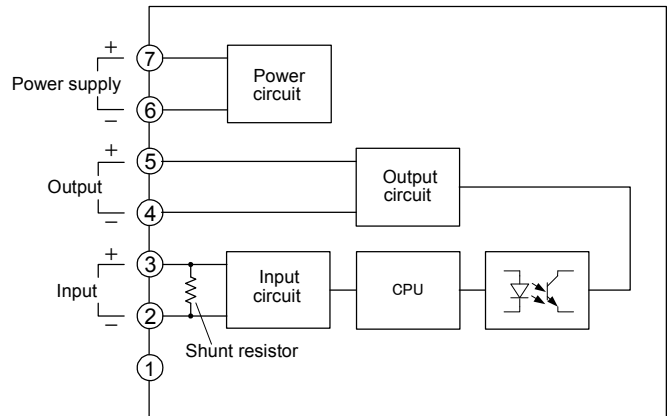 +
7
Power supply
6
−
Power
circuit
+
5
Output
4
−
Output
circuit
+
3
Input
2
−
Input
circuit
CPU
Shunt resistor
1